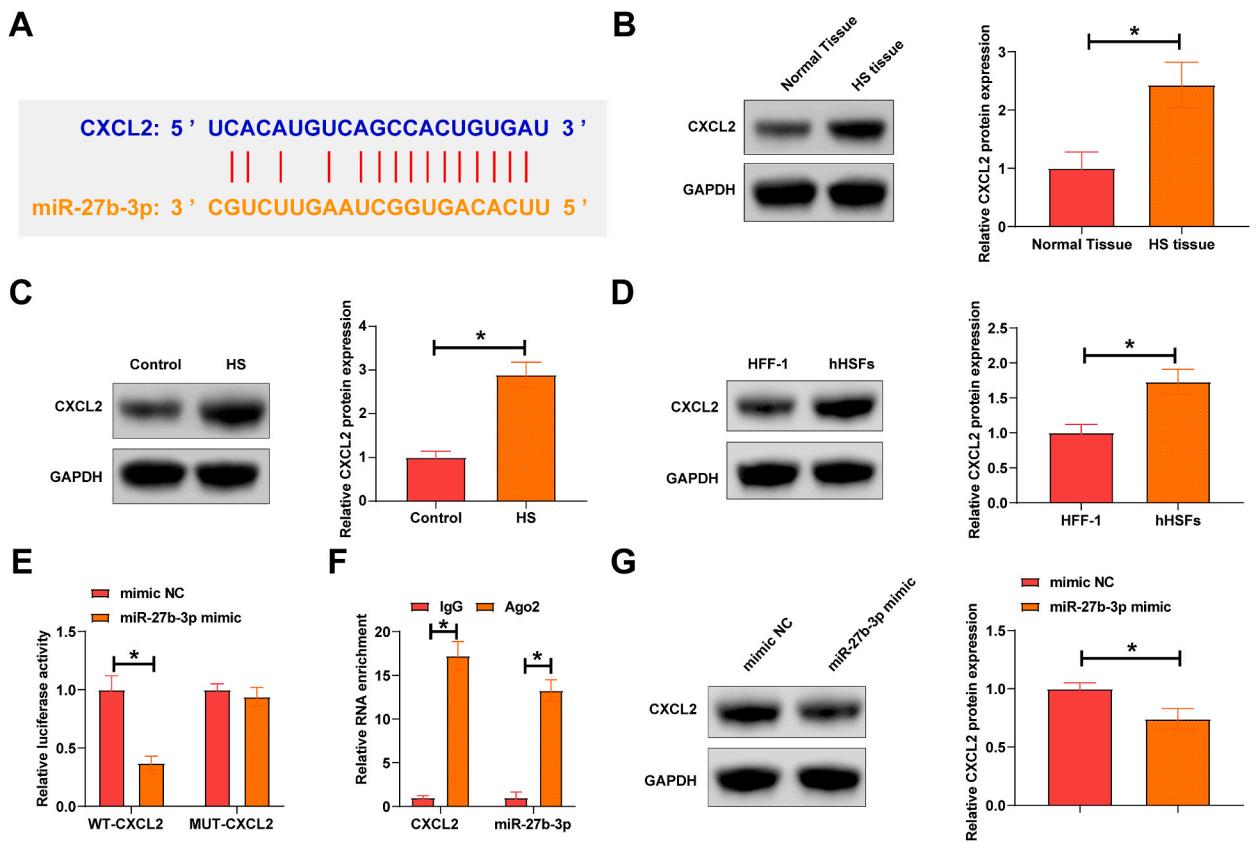 A
CXCL2: 5 ' UCACAUGUCAGCCACUGUGAU 3 '
miR-27b-3p: 3 ' CGUCUUGAAUCGGUGACACUU 5 '
B
Normal Tissue
HS tissue
CXCL2
GAPDH
Relative CXCL2 protein expression
3
2
1
0
*
Normal Tissue HS tissue
C
Control HS
CXCL2
GAPDH
Relative CXCL2 protein expression
4
3
2
1
0
*
Control HS
D
HFF-1 hHSFs
CXCL2
GAPDH
Relative CXCL2 protein expression
2.5
2.0
1.5
1.0
0.5
0.0
*
HFF-1 hHSFs
E
mimic NC
miR-27b-3p mimic
Relative luciferase activity
1.5
1.0
0.5
0.0
*
WT-CXCL2 MUT-CXCL2
F
IgG Ago2
Relative RNA enrichment
20
15
10
5
0
*
*
CXCL2 miR-27b-3p
G
mimic NC
miR-27b-3p mimic
CXCL2
GAPDH
mimic NC
miR-27b-3p mimic
Relative CXCL2 protein expression
1.5
1.0
0.5
0.0
*